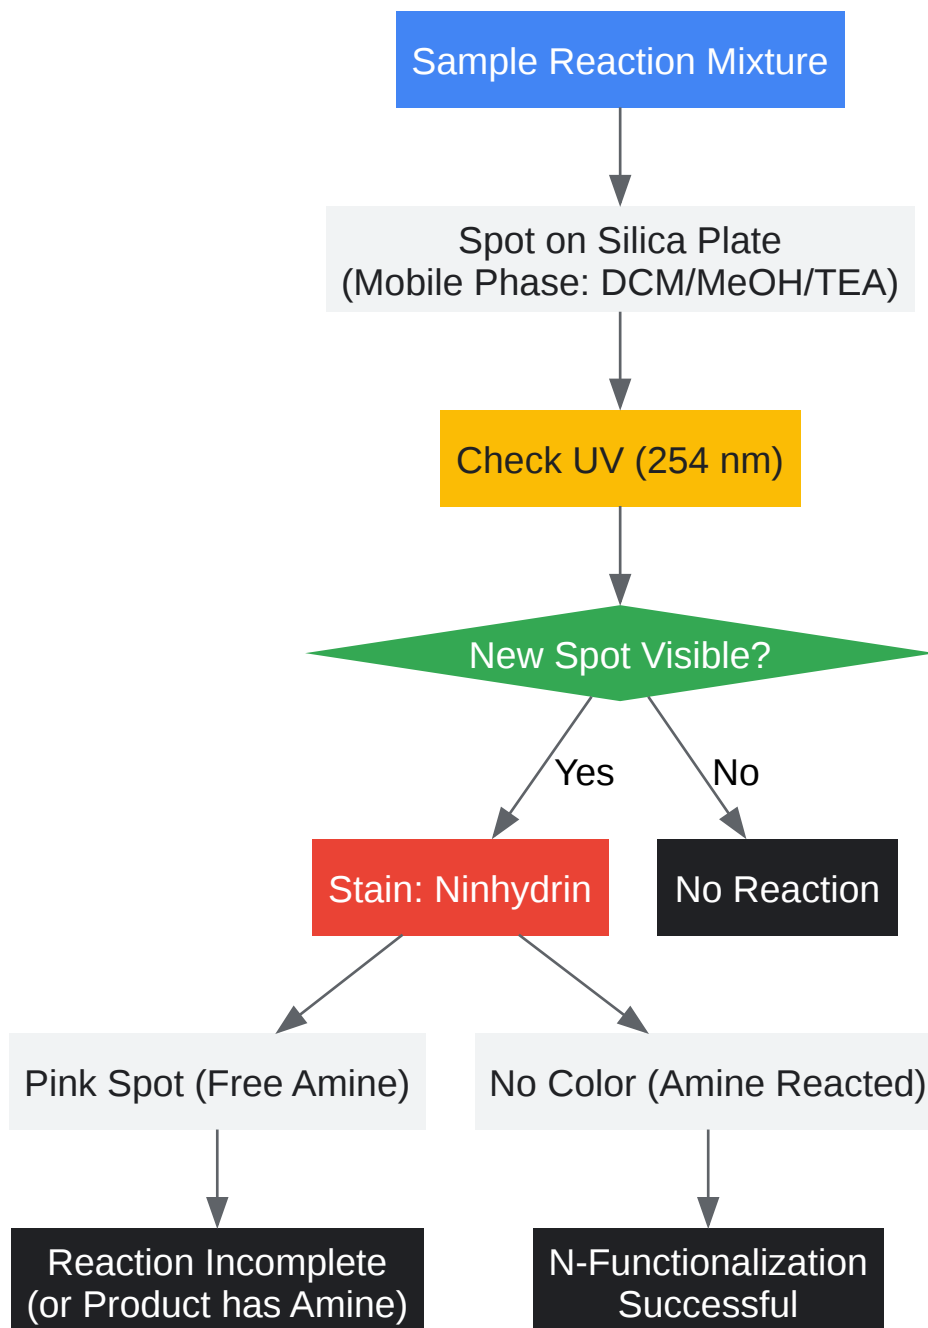 Sample Reaction Mixture
Spot on Silica Plate
(Mobile Phase: DCM/MeOH/TEA)
Check UV (254 nm)
New Spot Visible?
Yes
No
Stain: Ninhydrin
No Reaction
Pink Spot (Free Amine)
No Color (Amine Reacted)
Reaction Incomplete
(or Product has Amine)
N-Functionalization
Successful